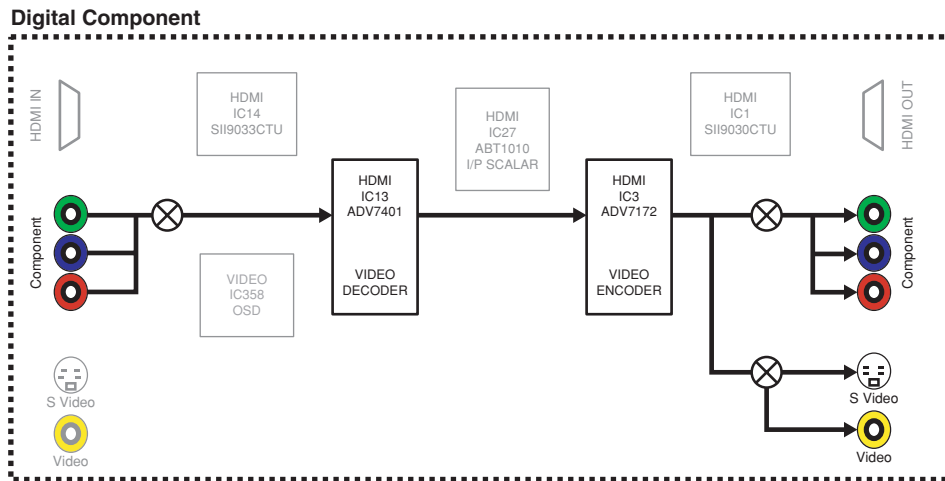 Digital Component
HDMI IN
HDMI
IC14
SII9033CTU
HDMI
IC27
ABT1010
I/P SCALAR
HDMI
IC1
SII9030CTU
HDMI OUT
Component
HDMI
IC13
ADV7401
VIDEO
DECODER
HDMI
IC3
ADV7172
VIDEO
ENCODER
Component
VIDEO
IC358
OSD
S Video
Video
S Video
Video